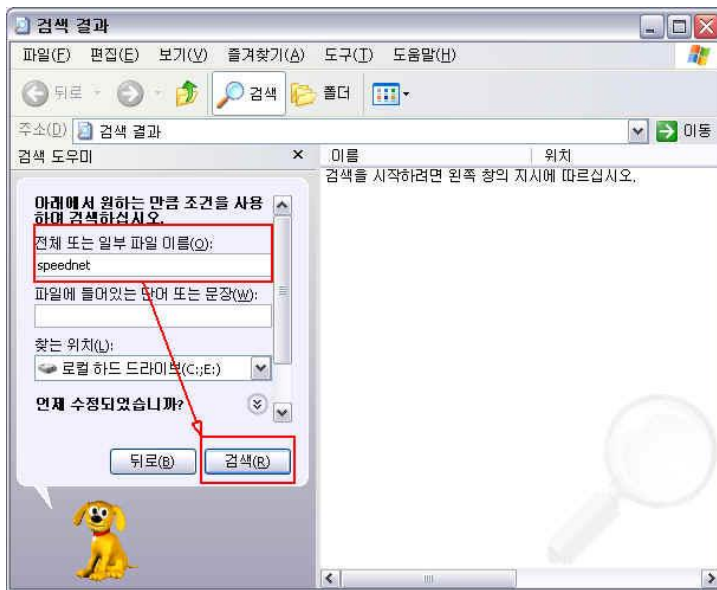 검색 결과
파일(F) 편집(E) 보기(V) 즐겨찾기(A) 도구(T) 도움말(H)
뒤로 검색 폴더
주소(D) 검색 결과 이동
검색 도우미 이름 위치
검색을 시작하려면 왼쪽 창의 지시에 따르십시오.
아래에서 원하는 만큼 조건을 사용
하여 검색하십시오.
전체 또는 일부 파일 이름(O):
speednet
파일에 들어있는 단어 또는 문장(W):
찾는 위치(L):
로컬 하드 드라이브(C:;E:)
언제 수정되었습니까?
뒤로(B) 검색(R)